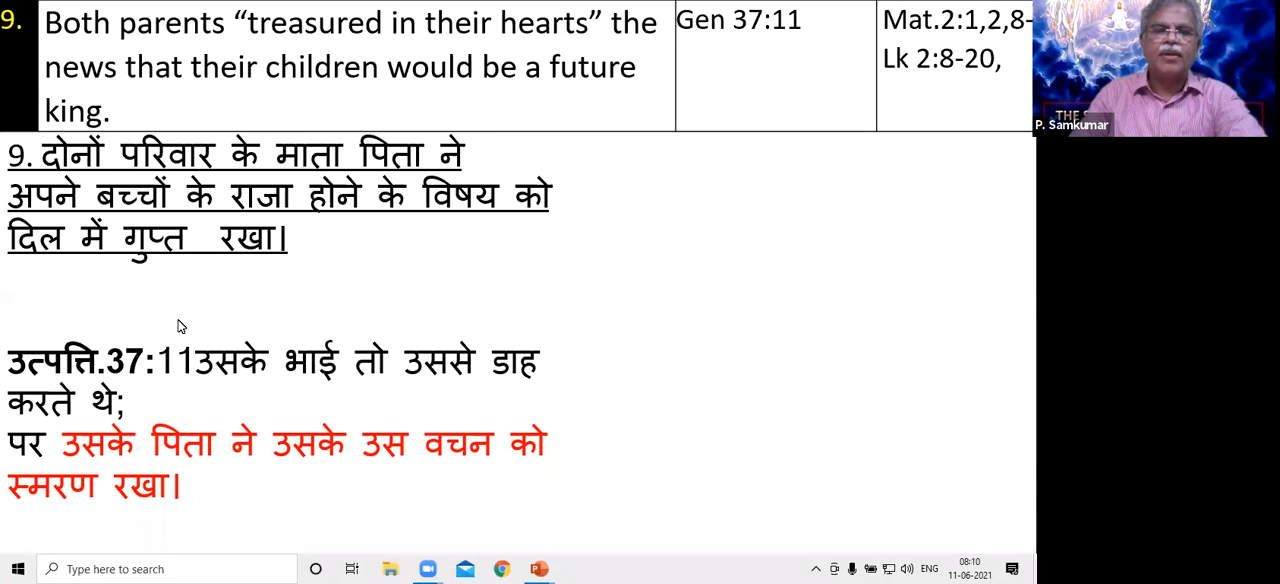 9.
Both parents “treasured in their hearts” the
news that their children would be a future
king.
Gen 37:11
Mat.2:1,2,8-
Lk 2:8-20,
THE
P. Samkumar
9. दोनों परिवार के माता पिता ने
अपने बच्चों के राजा होने के विषय को
दिल में गुप्त रखा।
उत्पत्ति.37:11उसके भाई तो उससे डाह
करते थे;
पर उसके पिता ने उसके उस वचन को
स्मरण रखा।
Type here to search
ENG
08:10
11-06-2021